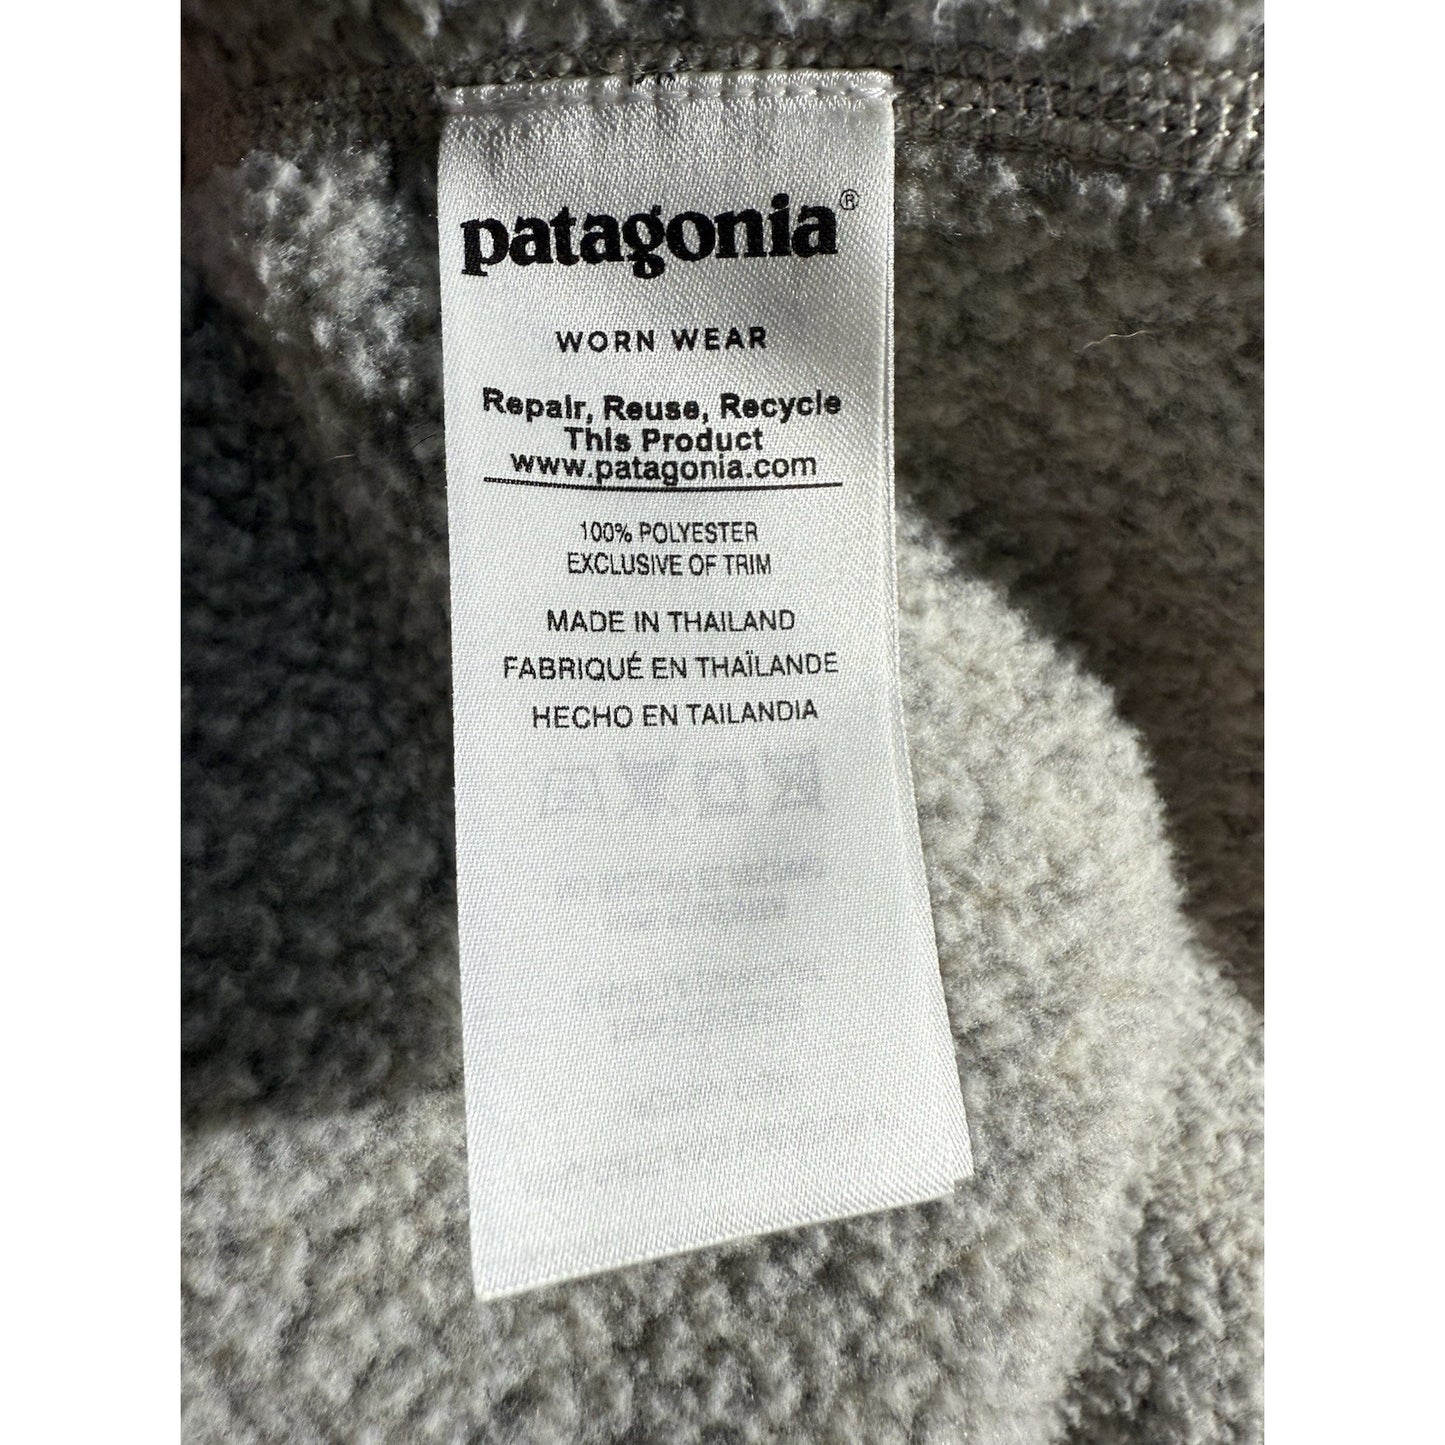 patagonia®
WORN WEAR
Repair, Reuse, Recycle
This Product
www.patagonia.com
100% POLYESTER
EXCLUSIVE OF TRIM
MADE IN THAILAND
FABRIQUÉ EN THAÏLANDE
HECHO EN TAILANDIA